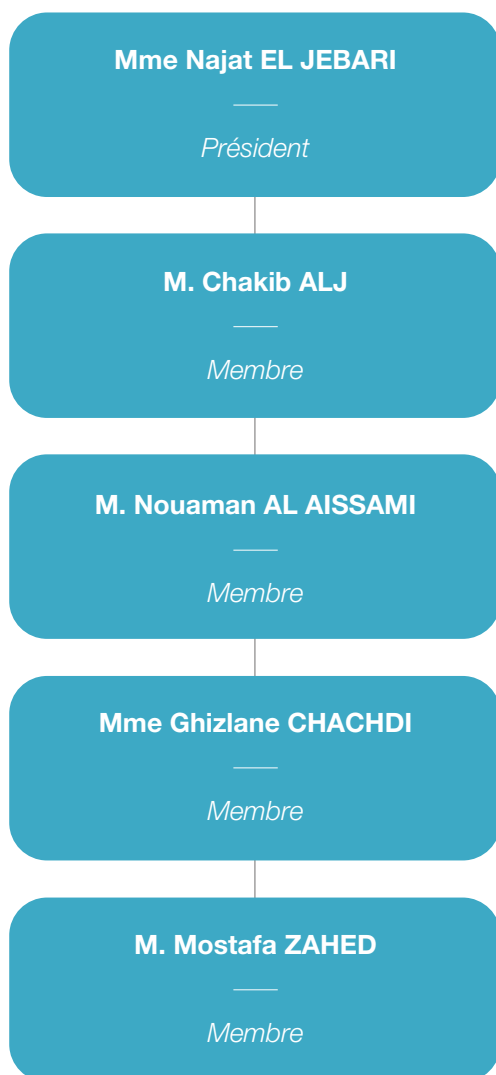 Mme Najat EL JEBARI
Président
M. Chakib ALJ
Membre
M. Nouaman AL AISSAMI
Membre
Mme Ghizlane CHACHDI
Membre
M. Mostafa ZAHED
Membre